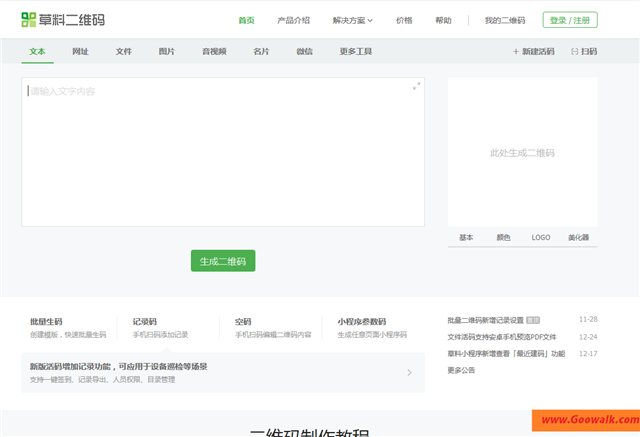 草料二维码
首页 产品介绍 解决方案 价格 帮助 我的二维码 登录 / 注册
文本 网址 文件 图片 音视频 名片 微信 更多工具 + 新建活码 扫码
请输入文字内容
此处生成二维码
基本 颜色 LOGO 美化器
生成二维码
批量生码 记录码 空码 小程序参数码
创建模版，快速批量生码 手机扫码添加记录 手机扫码编辑二维码内容 生成任意页面小程序码
新版活码增加记录功能，可应用于设备巡检等场景
支持一键签到、记录导出、人员权限、目录管理
批量二维码新增记录设置 11-28
文件活码支持安卓手机预览PDF文件 12-24
草料小程序新增查看「最近建码」功能 12-17
更多公告
二维码制作教程
www.Goowalk.com